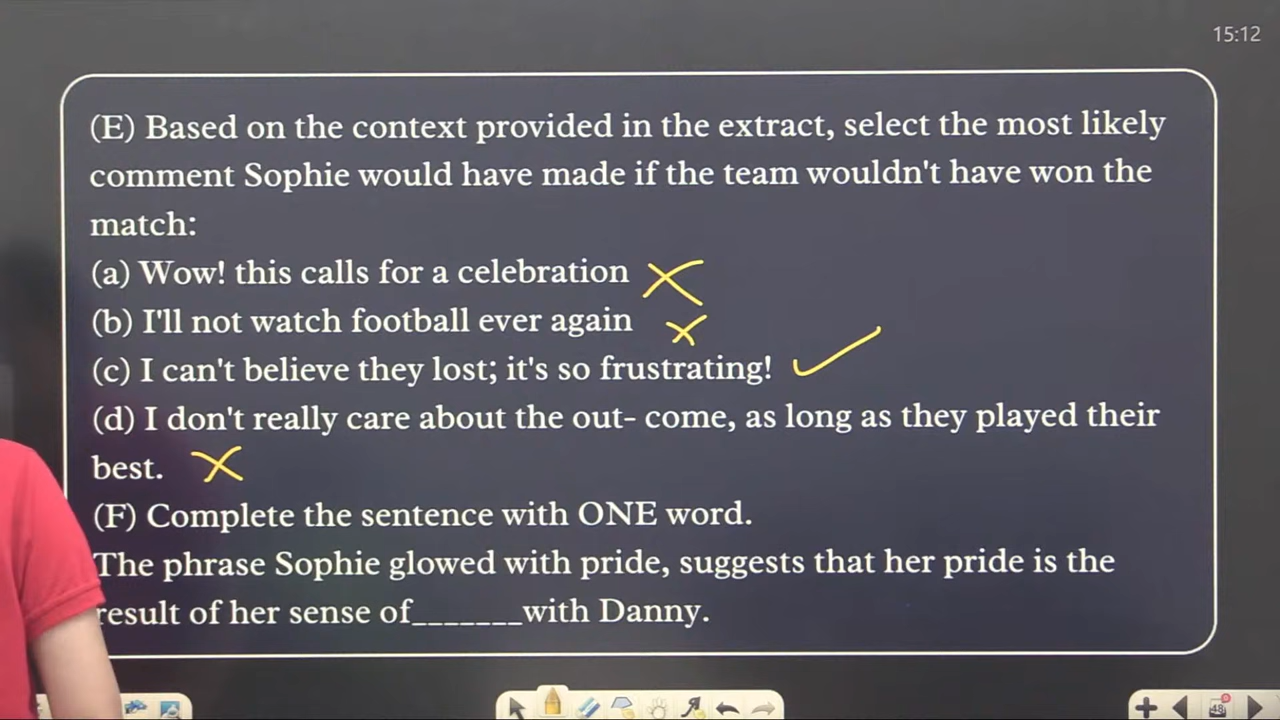 15:12
(E) Based on the context provided in the extract, select the most likely
comment Sophie would have made if the team wouldn't have won the
match:
(a) Wow! this calls for a celebration
(b) I'll not watch football ever again
(c) I can't believe they lost; it's so frustrating!
(d) I don't really care about the out- come, as long as they played their
best.
(F) Complete the sentence with ONE word.
The phrase Sophie glowed with pride, suggests that her pride is the
result of her sense of_______with Danny.
48